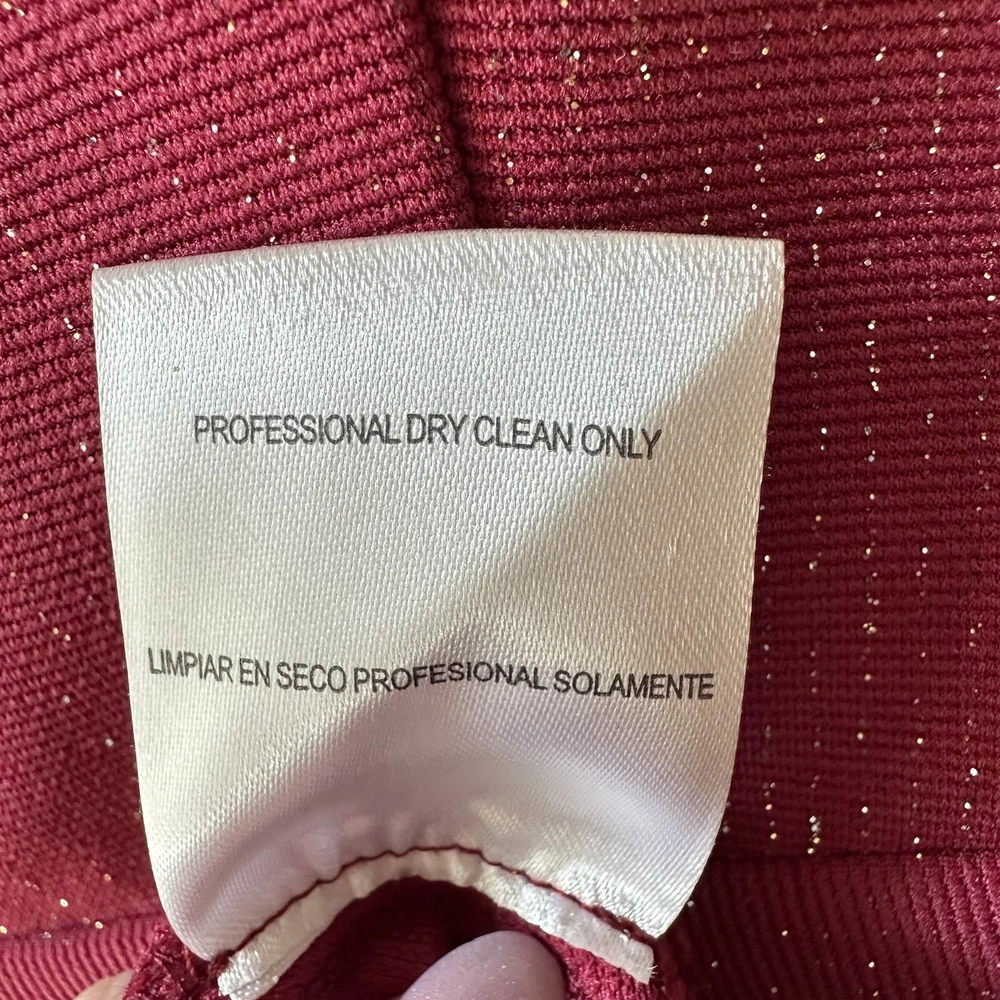 PROFESSIONAL DRY CLEAN ONLY
LIMPIAR EN SECO PROFESIONAL SOLAMENTE